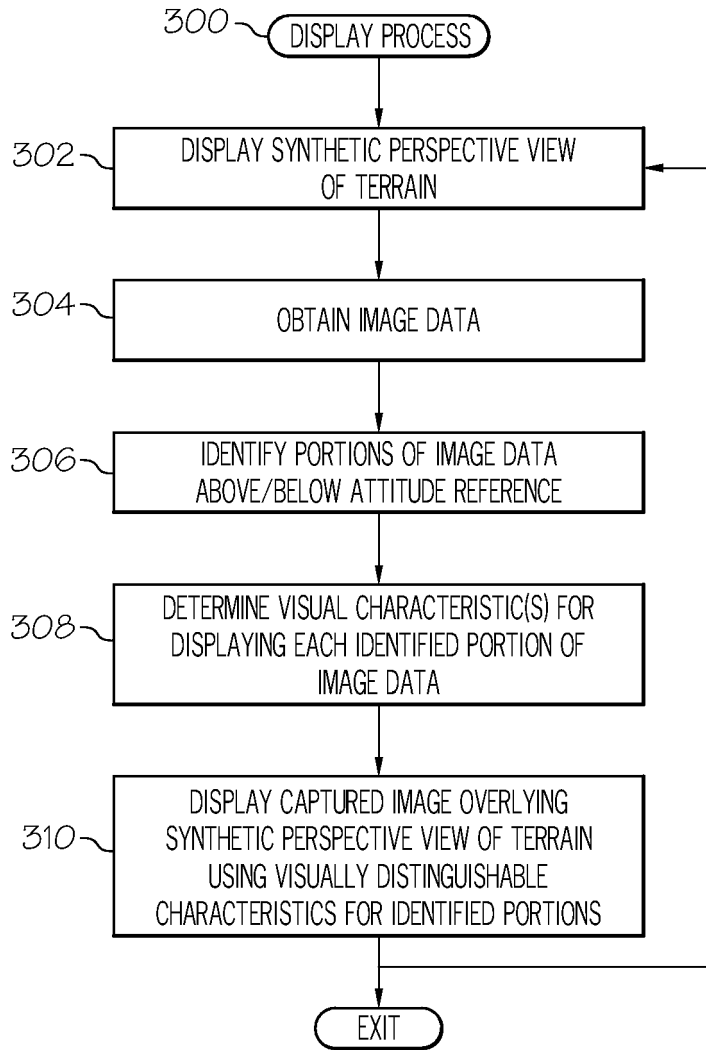 300
DISPLAY PROCESS
302
DISPLAY SYNTHETIC PERSPECTIVE VIEW
OF TERRAIN
304
OBTAIN IMAGE DATA
306
IDENTIFY PORTIONS OF IMAGE DATA
ABOVE/BELOW ATTITUDE REFERENCE
308
DETERMINE VISUAL CHARACTERISTIC(S) FOR
DISPLAYING EACH IDENTIFIED PORTION OF
IMAGE DATA
310
DISPLAY CAPTURED IMAGE OVERLYING
SYNTHETIC PERSPECTIVE VIEW OF TERRAIN
USING VISUALLY DISTINGUISHABLE
CHARACTERISTICS FOR IDENTIFIED PORTIONS
EXIT